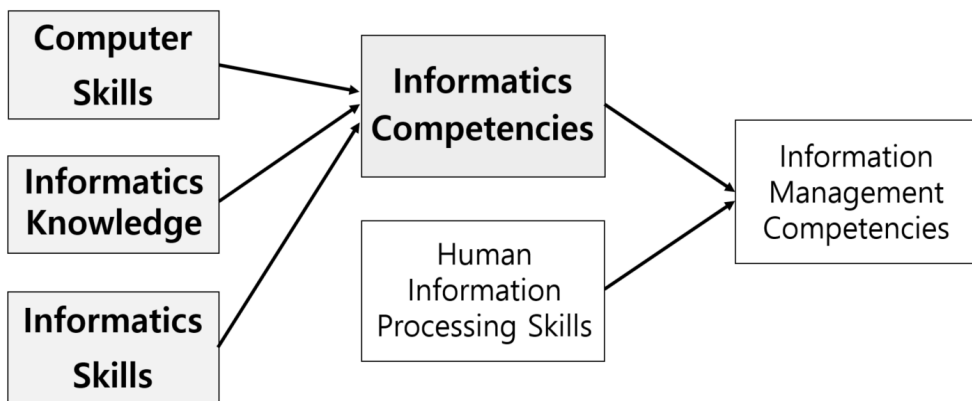 Computer
Skills
Informatics
Knowledge
Informatics
Skills
Informatics
Competencies
Human
Information
Processing Skills
Information
Management
Competencies